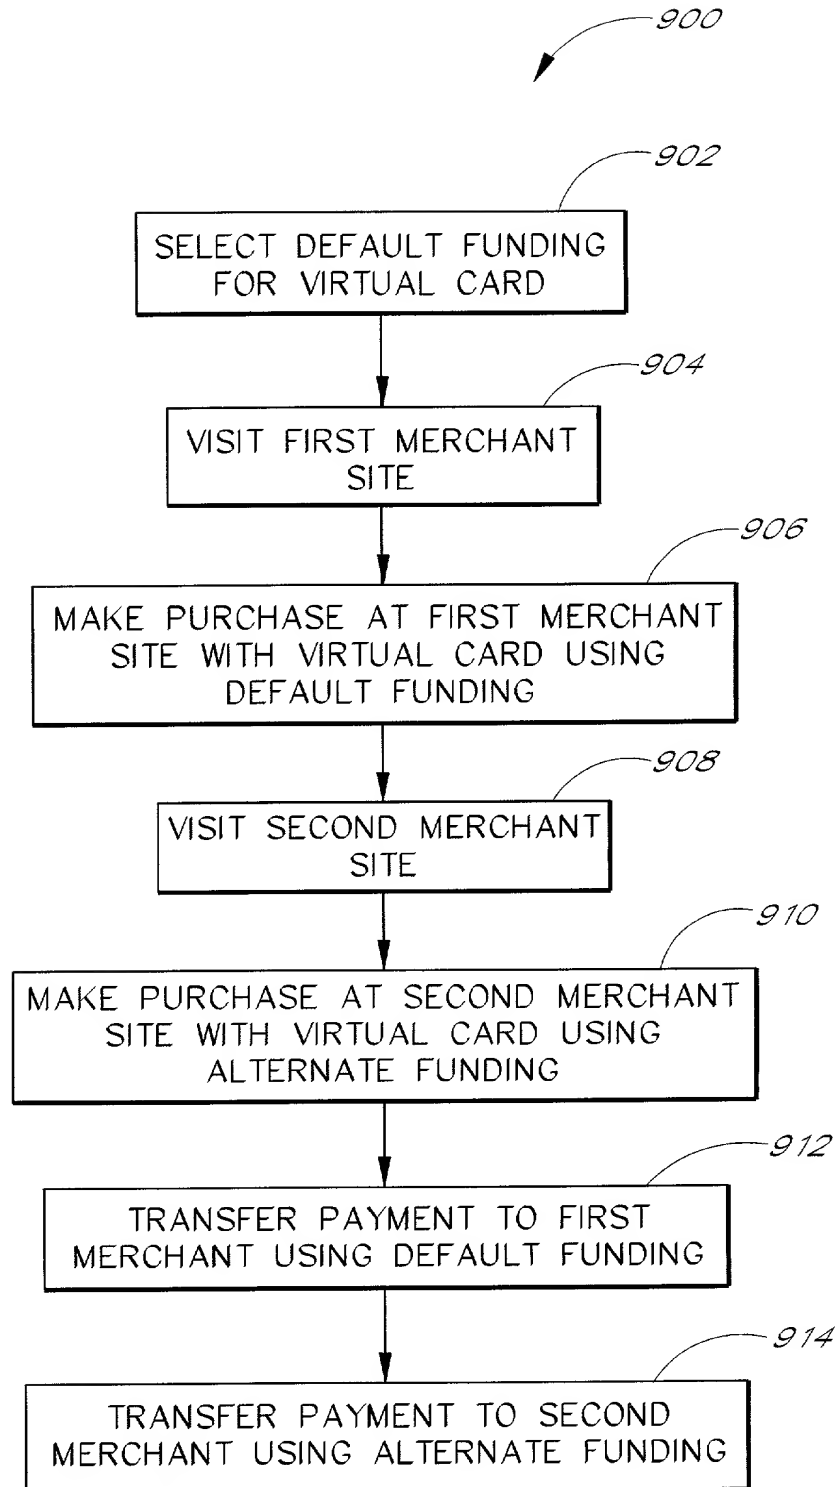 900
902
SELECT DEFAULT FUNDING
FOR VIRTUAL CARD
904
VISIT FIRST MERCHANT
SITE
906
MAKE PURCHASE AT FIRST MERCHANT
SITE WITH VIRTUAL CARD USING
DEFAULT FUNDING
908
VISIT SECOND MERCHANT
SITE
910
MAKE PURCHASE AT SECOND MERCHANT
SITE WITH VIRTUAL CARD USING
ALTERNATE FUNDING
912
TRANSFER PAYMENT TO FIRST
MERCHANT USING DEFAULT FUNDING
914
TRANSFER PAYMENT TO SECOND
MERCHANT USING ALTERNATE FUNDING